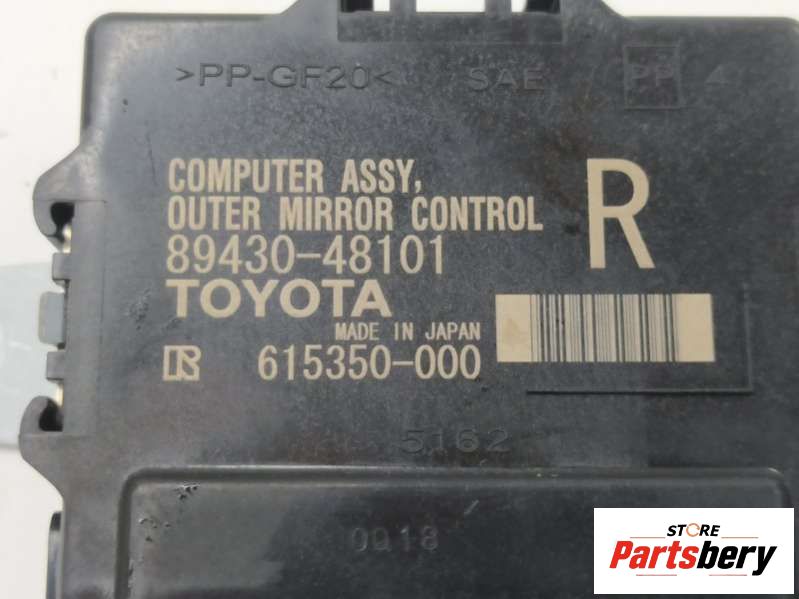 >PP-GF20< SAE PP 4
COMPUTER ASSY,
OUTER MIRROR CONTROL
R
89430-48101
TOYOTA
MADE IN JAPAN
615350-000
5162
0Q18
STORE
Partsbery